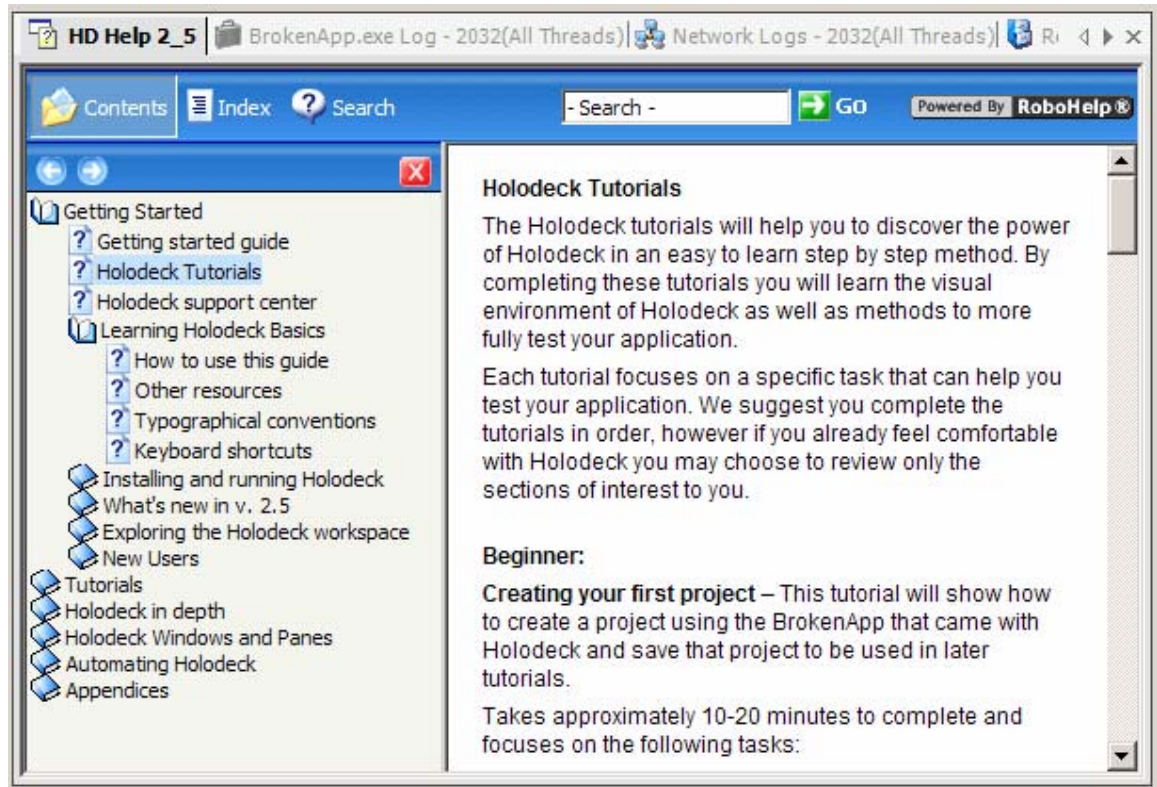 HD Help 2_5 BrokenApp.exe Log - 2032(All Threads) Network Logs - 2032(All Threads)
Contents Index Search - Search - GO Powered By RoboHelp®
Getting Started
Getting started guide
Holodeck Tutorials
Holodeck support center
Learning Holodeck Basics
How to use this guide
Other resources
Typographical conventions
Keyboard shortcuts
Installing and running Holodeck
What's new in v. 2.5
Exploring the Holodeck workspace
New Users
Tutorials
Holodeck in depth
Holodeck Windows and Panes
Automating Holodeck
Appendices
Holodeck Tutorials
The Holodeck tutorials will help you to discover the power
of Holodeck in an easy to learn step by step method. By
completing these tutorials you will learn the visual
environment of Holodeck as well as methods to more
fully test your application.
Each tutorial focuses on a specific task that can help you
test your application. We suggest you complete the
tutorials in order, however if you already feel comfortable
with Holodeck you may choose to review only the
sections of interest to you.
Beginner:
Creating your first project – This tutorial will show how
to create a project using the BrokenApp that came with
Holodeck and save that project to be used in later
tutorials.
Takes approximately 10-20 minutes to complete and
focuses on the following tasks: